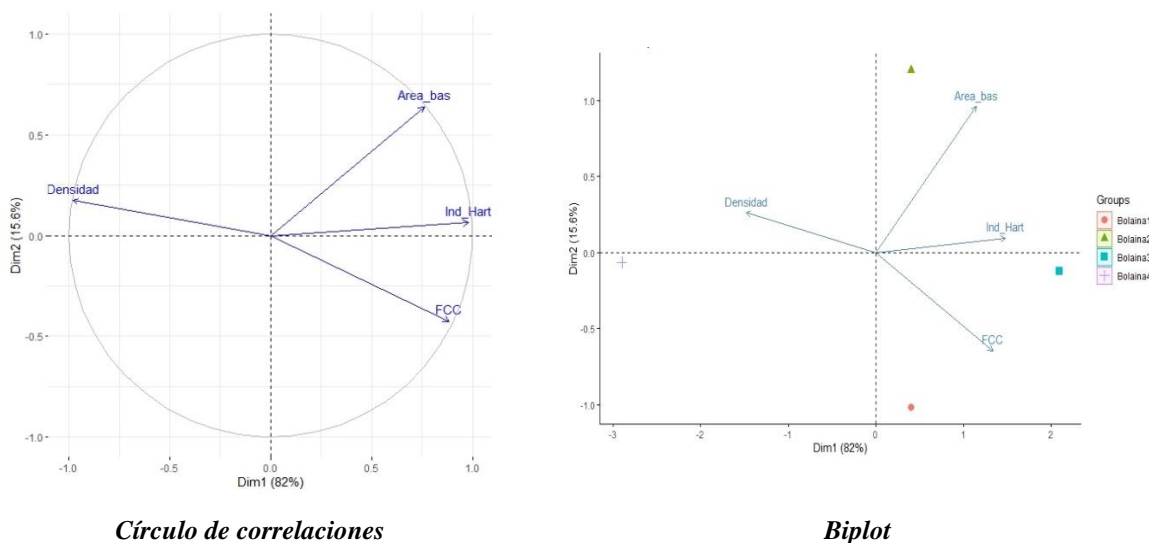 1.0
Area_bas
0.5
Densidad
Ind_Hart
0.0
FCC
-0.5
-1.0
-1.0
-0.5
0.0
0.5
1.0
Dim1 (82%)
Dim2 (15.6%)
Círculo de correlaciones
1.0
Area_bas
0.5
Densidad
Ind_Hart
0.0
FCC
-0.5
-1.0
-3
-2
-1
0
1
2
Dim1 (82%)
Dim2 (15.6%)
Groups
Bolaina1
Bolaina2
Bolaina3
Bolaina4
Biplot